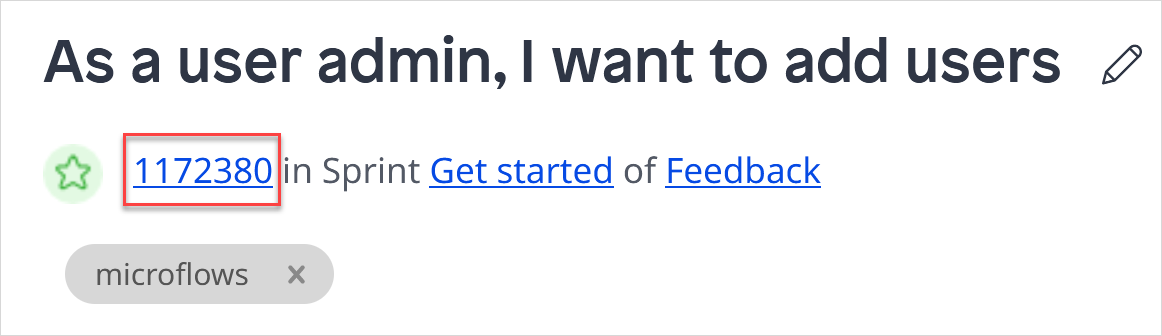 As a user admin, I want to add users
1172380 in Sprint Get started of Feedback
microflows